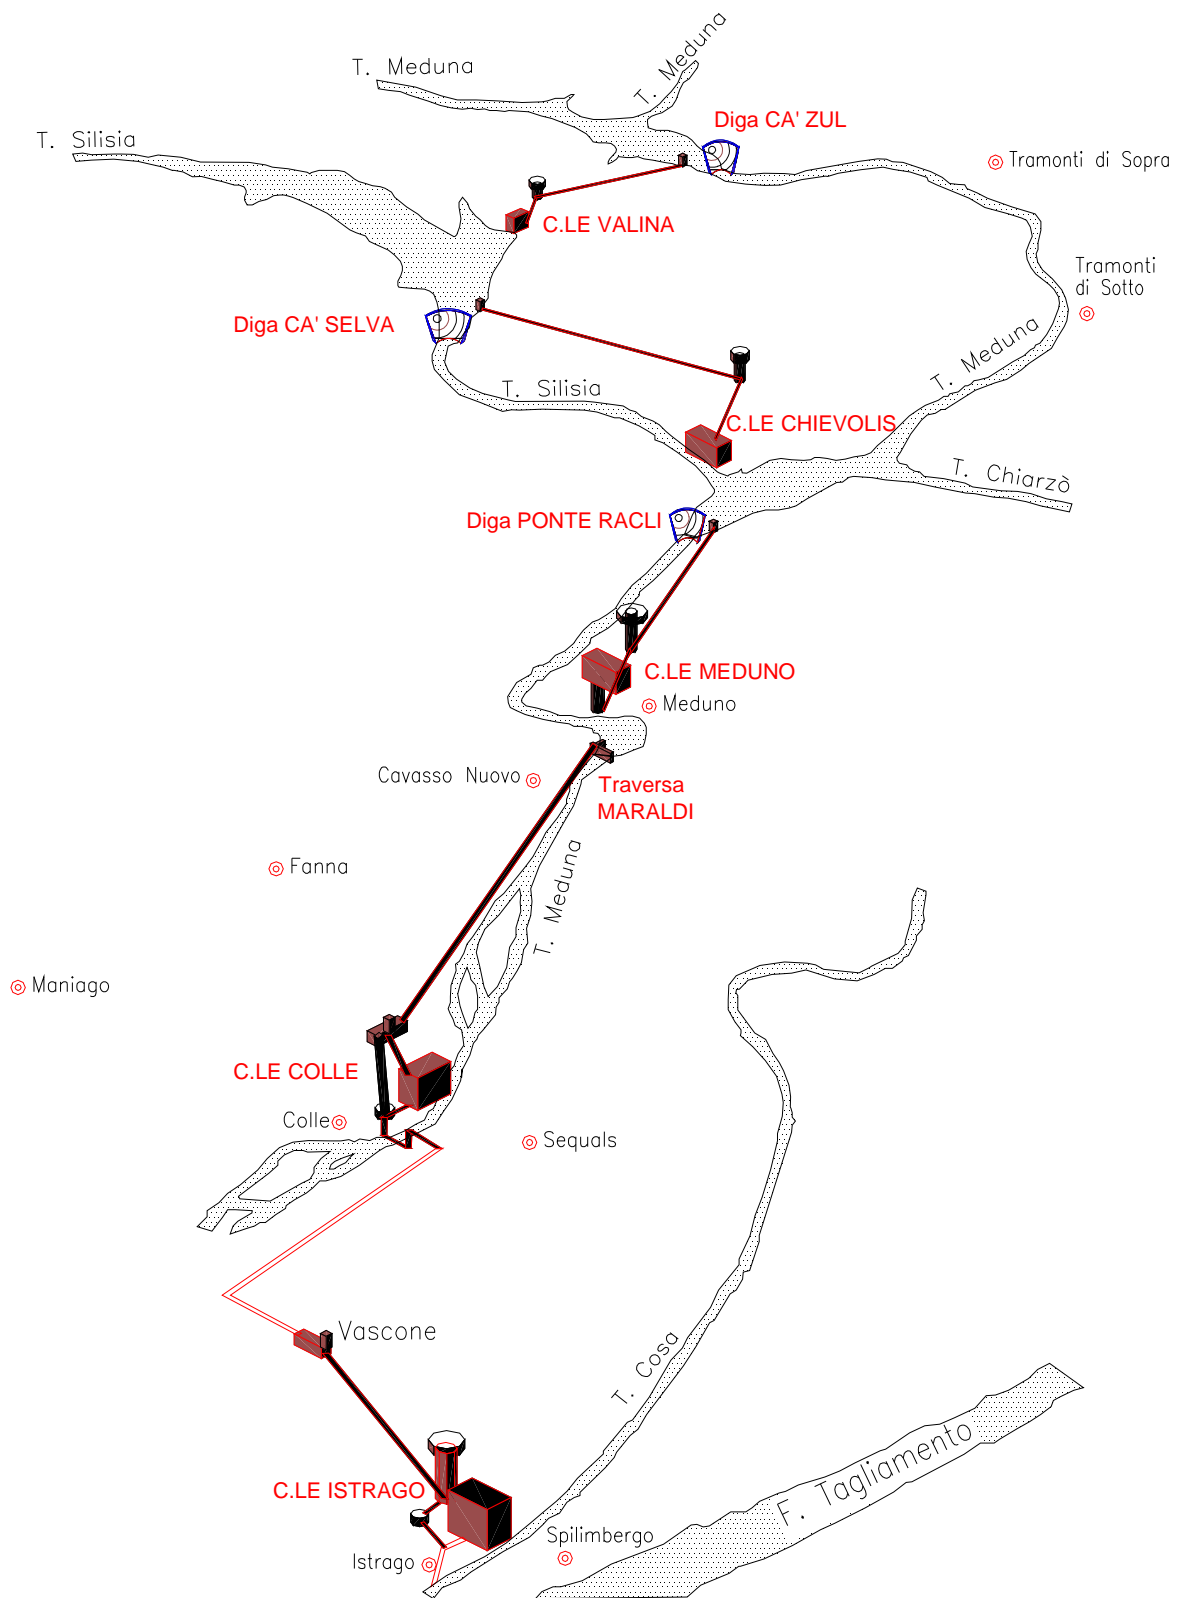 T. Meduna
T. Meduna
Diga CA' ZUL
T. Silisia
Tramonti di Sopra
C.LE VALINA
Tramonti
di Sotto
Diga CA' SELVA
T. Meduna
T. Silisia
C.LE CHIEVOLIS
T. Chiarzò
Diga PONTE RACLI
C.LE MEDUNO
Meduno
Cavasso Nuovo
Traversa
MARALDI
Fanna
T. Meduna
Maniago
C.LE COLLE
Colle
Sequals
Vascone
T. Cosa
F. Tagliamento
C.LE ISTRAGO
Spilimbergo
Istrago